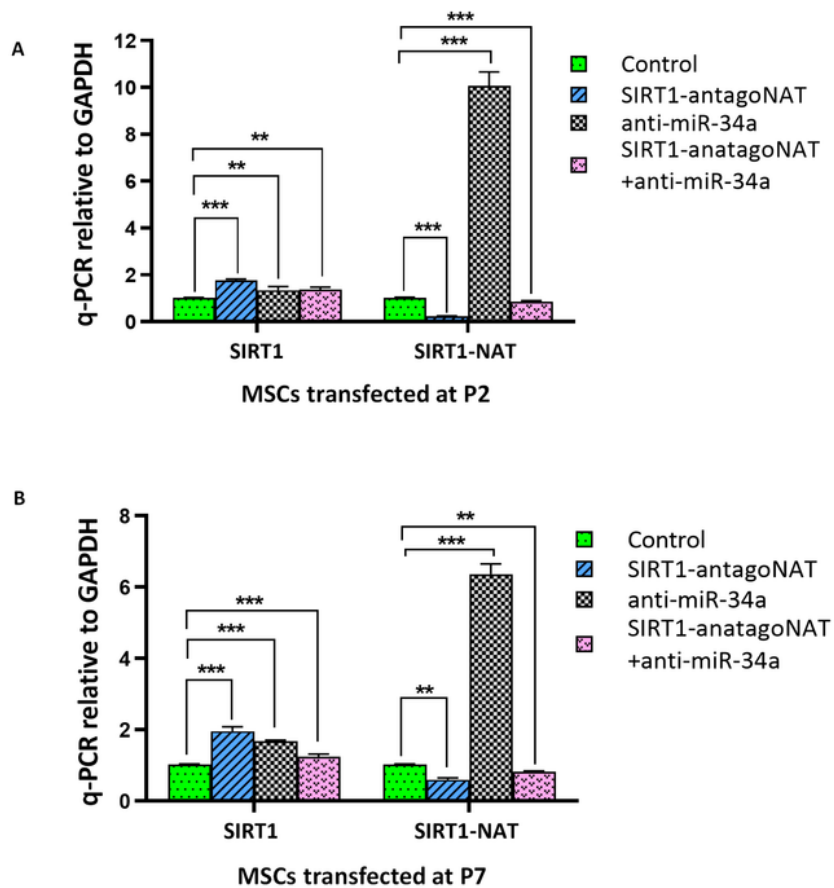 A
q-PCR relative to GAPDH
12
10
8
6
4
2
0
***
**
**
***
***
***
SIRT1
SIRT1-NAT
MSCs transfected at P2
Control
SIRT1-antagoNAT
anti-miR-34a
SIRT1-anatagoNAT
+anti-miR-34a
B
q-PCR relative to GAPDH
8
6
4
2
0
***
***
***
**
***
**
SIRT1
SIRT1-NAT
MSCs transfected at P7
Control
SIRT1-antagoNAT
anti-miR-34a
SIRT1-anatagoNAT
+anti-miR-34a